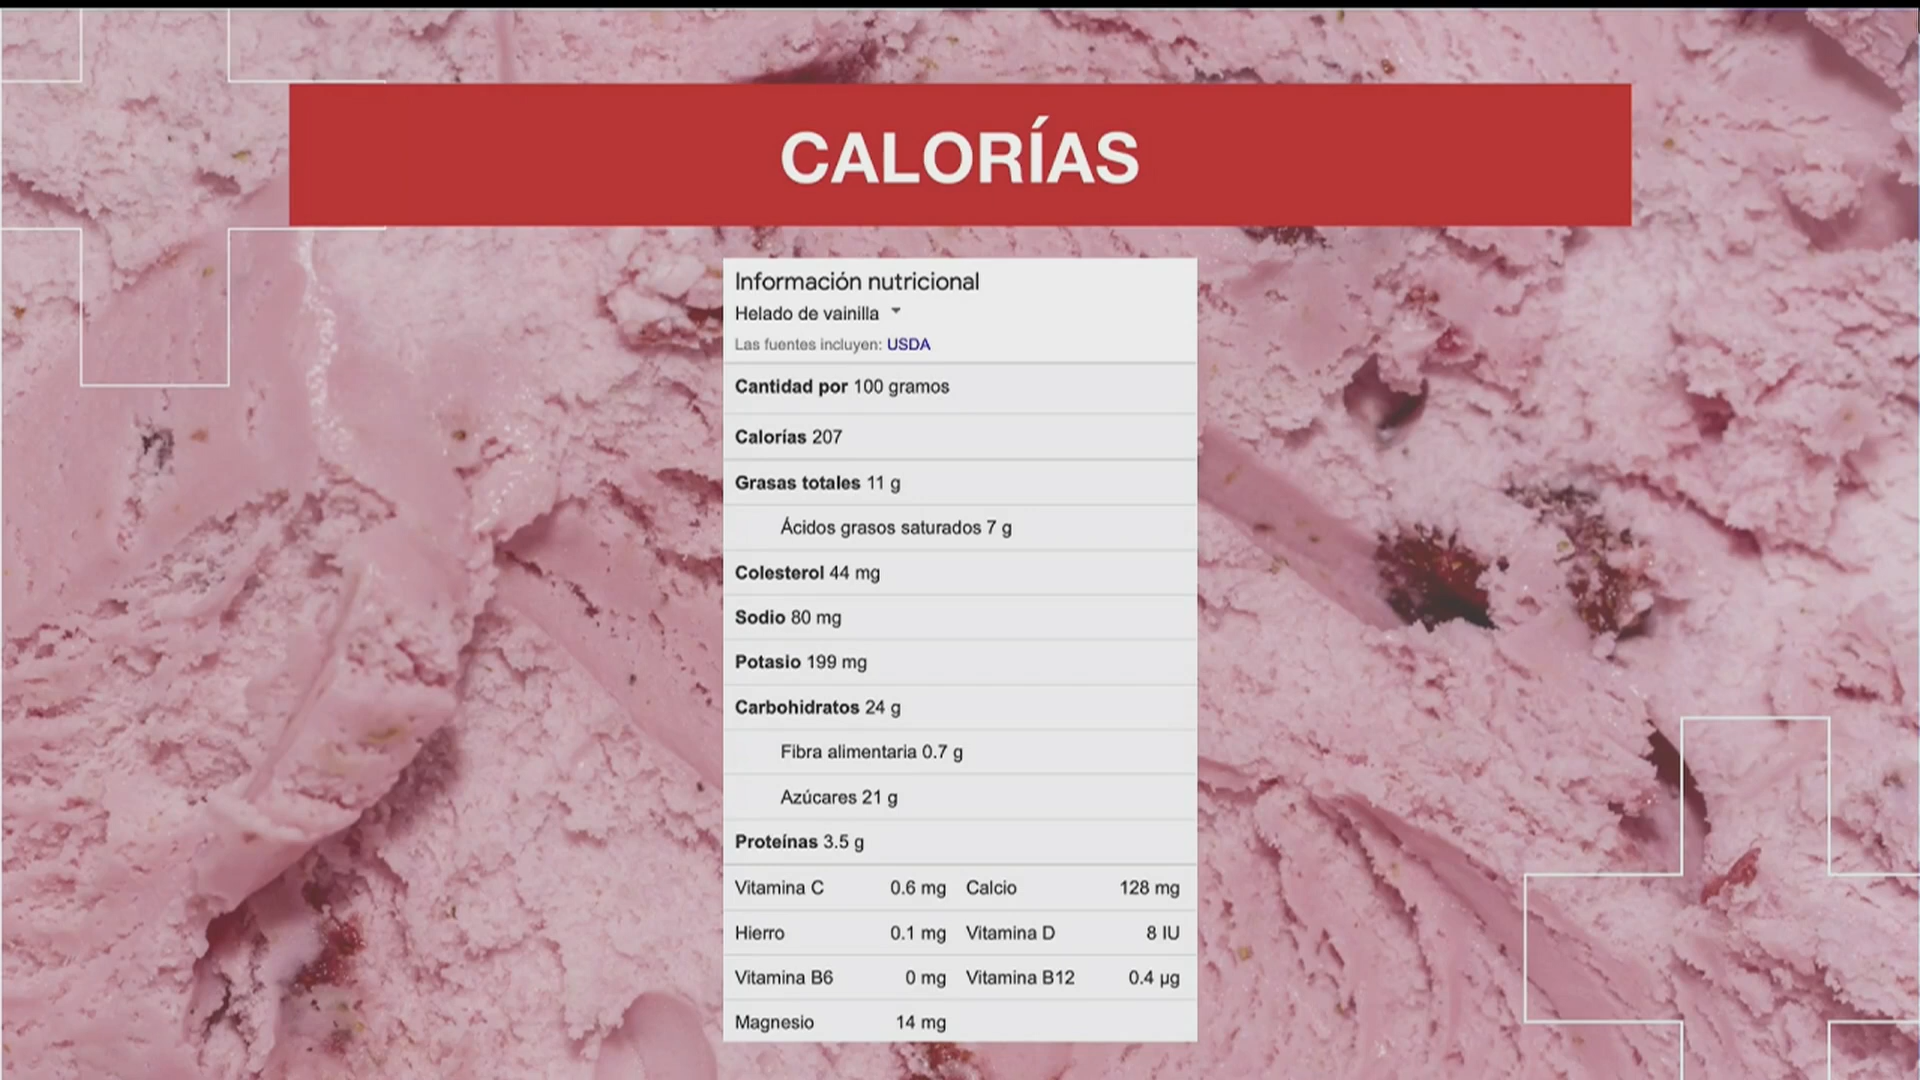 CALORÍAS
Información nutricional
Helado de vainilla
Las fuentes incluyen: USDA
Cantidad por 100 gramos
Calorías 207
Grasas totales 11 g
Ácidos grasos saturados 7 g
Colesterol 44 mg
Sodio 80 mg
Potasio 199 mg
Carbohidratos 24 g
Fibra alimentaria 0.7 g
Azúcares 21 g
Proteínas 3.5 g
Vitamina C 0.6 mg Calcio 128 mg
Hierro 0.1 mg Vitamina D 8 IU
Vitamina B6 0 mg Vitamina B12 0.4 µg
Magnesio 14 mg